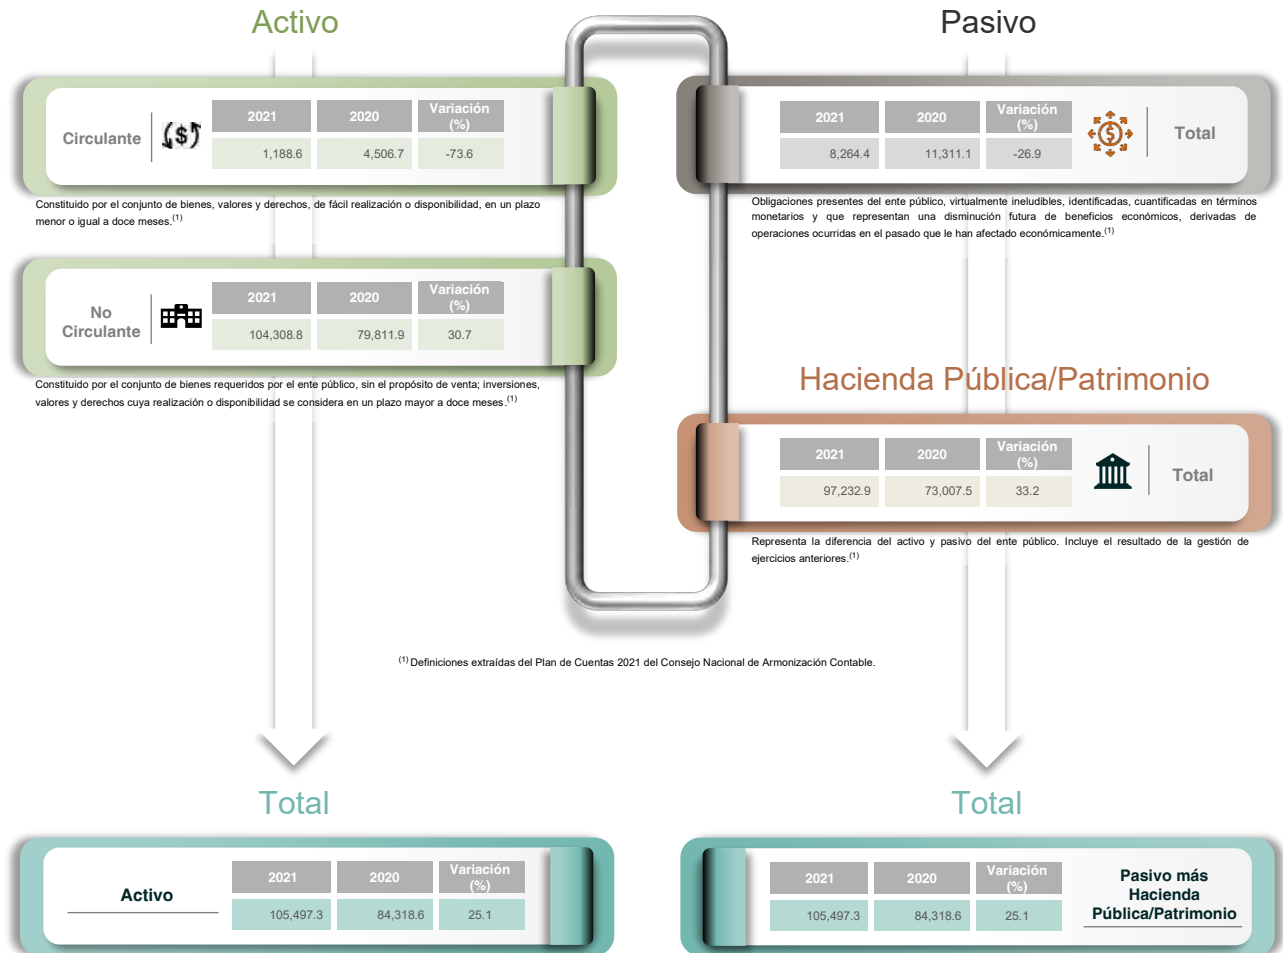 Activo
Circulante
2021 2020 Variación (%)
1,188.6 4,506.7 -73.6
Constituido por el conjunto de bienes, valores y derechos, de fácil realización o disponibilidad, en un plazo
menor o igual a doce meses.(1)
No
Circulante
2021 2020 Variación (%)
104,308.8 79,811.9 30.7
Constituido por el conjunto de bienes requeridos por el ente público, sin el propósito de venta; inversiones,
valores y derechos cuya realización o disponibilidad se considera en un plazo mayor a doce meses.(1)
Pasivo
2021 2020 Variación (%)
8,264.4 11,311.1 -26.9
Total
Obligaciones presentes del ente público, virtualmente ineludibles, identificadas, cuantificadas en términos
monetarios y que representan una disminución futura de beneficios económicos, derivadas de
operaciones ocurridas en el pasado que le han afectado económicamente.(1)
Hacienda Pública/Patrimonio
2021 2020 Variación (%)
97,232.9 73,007.5 33.2
Total
Representa la diferencia del activo y pasivo del ente público. Incluye el resultado de la gestión de
ejercicios anteriores.(1)
(1) Definiciones extraídas del Plan de Cuentas 2021 del Consejo Nacional de Armonización Contable.
Total
Activo
2021 2020 Variación (%)
105,497.3 84,318.6 25.1
Total
2021 2020 Variación (%)
105,497.3 84,318.6 25.1
Pasivo más
Hacienda
Pública/Patrimonio